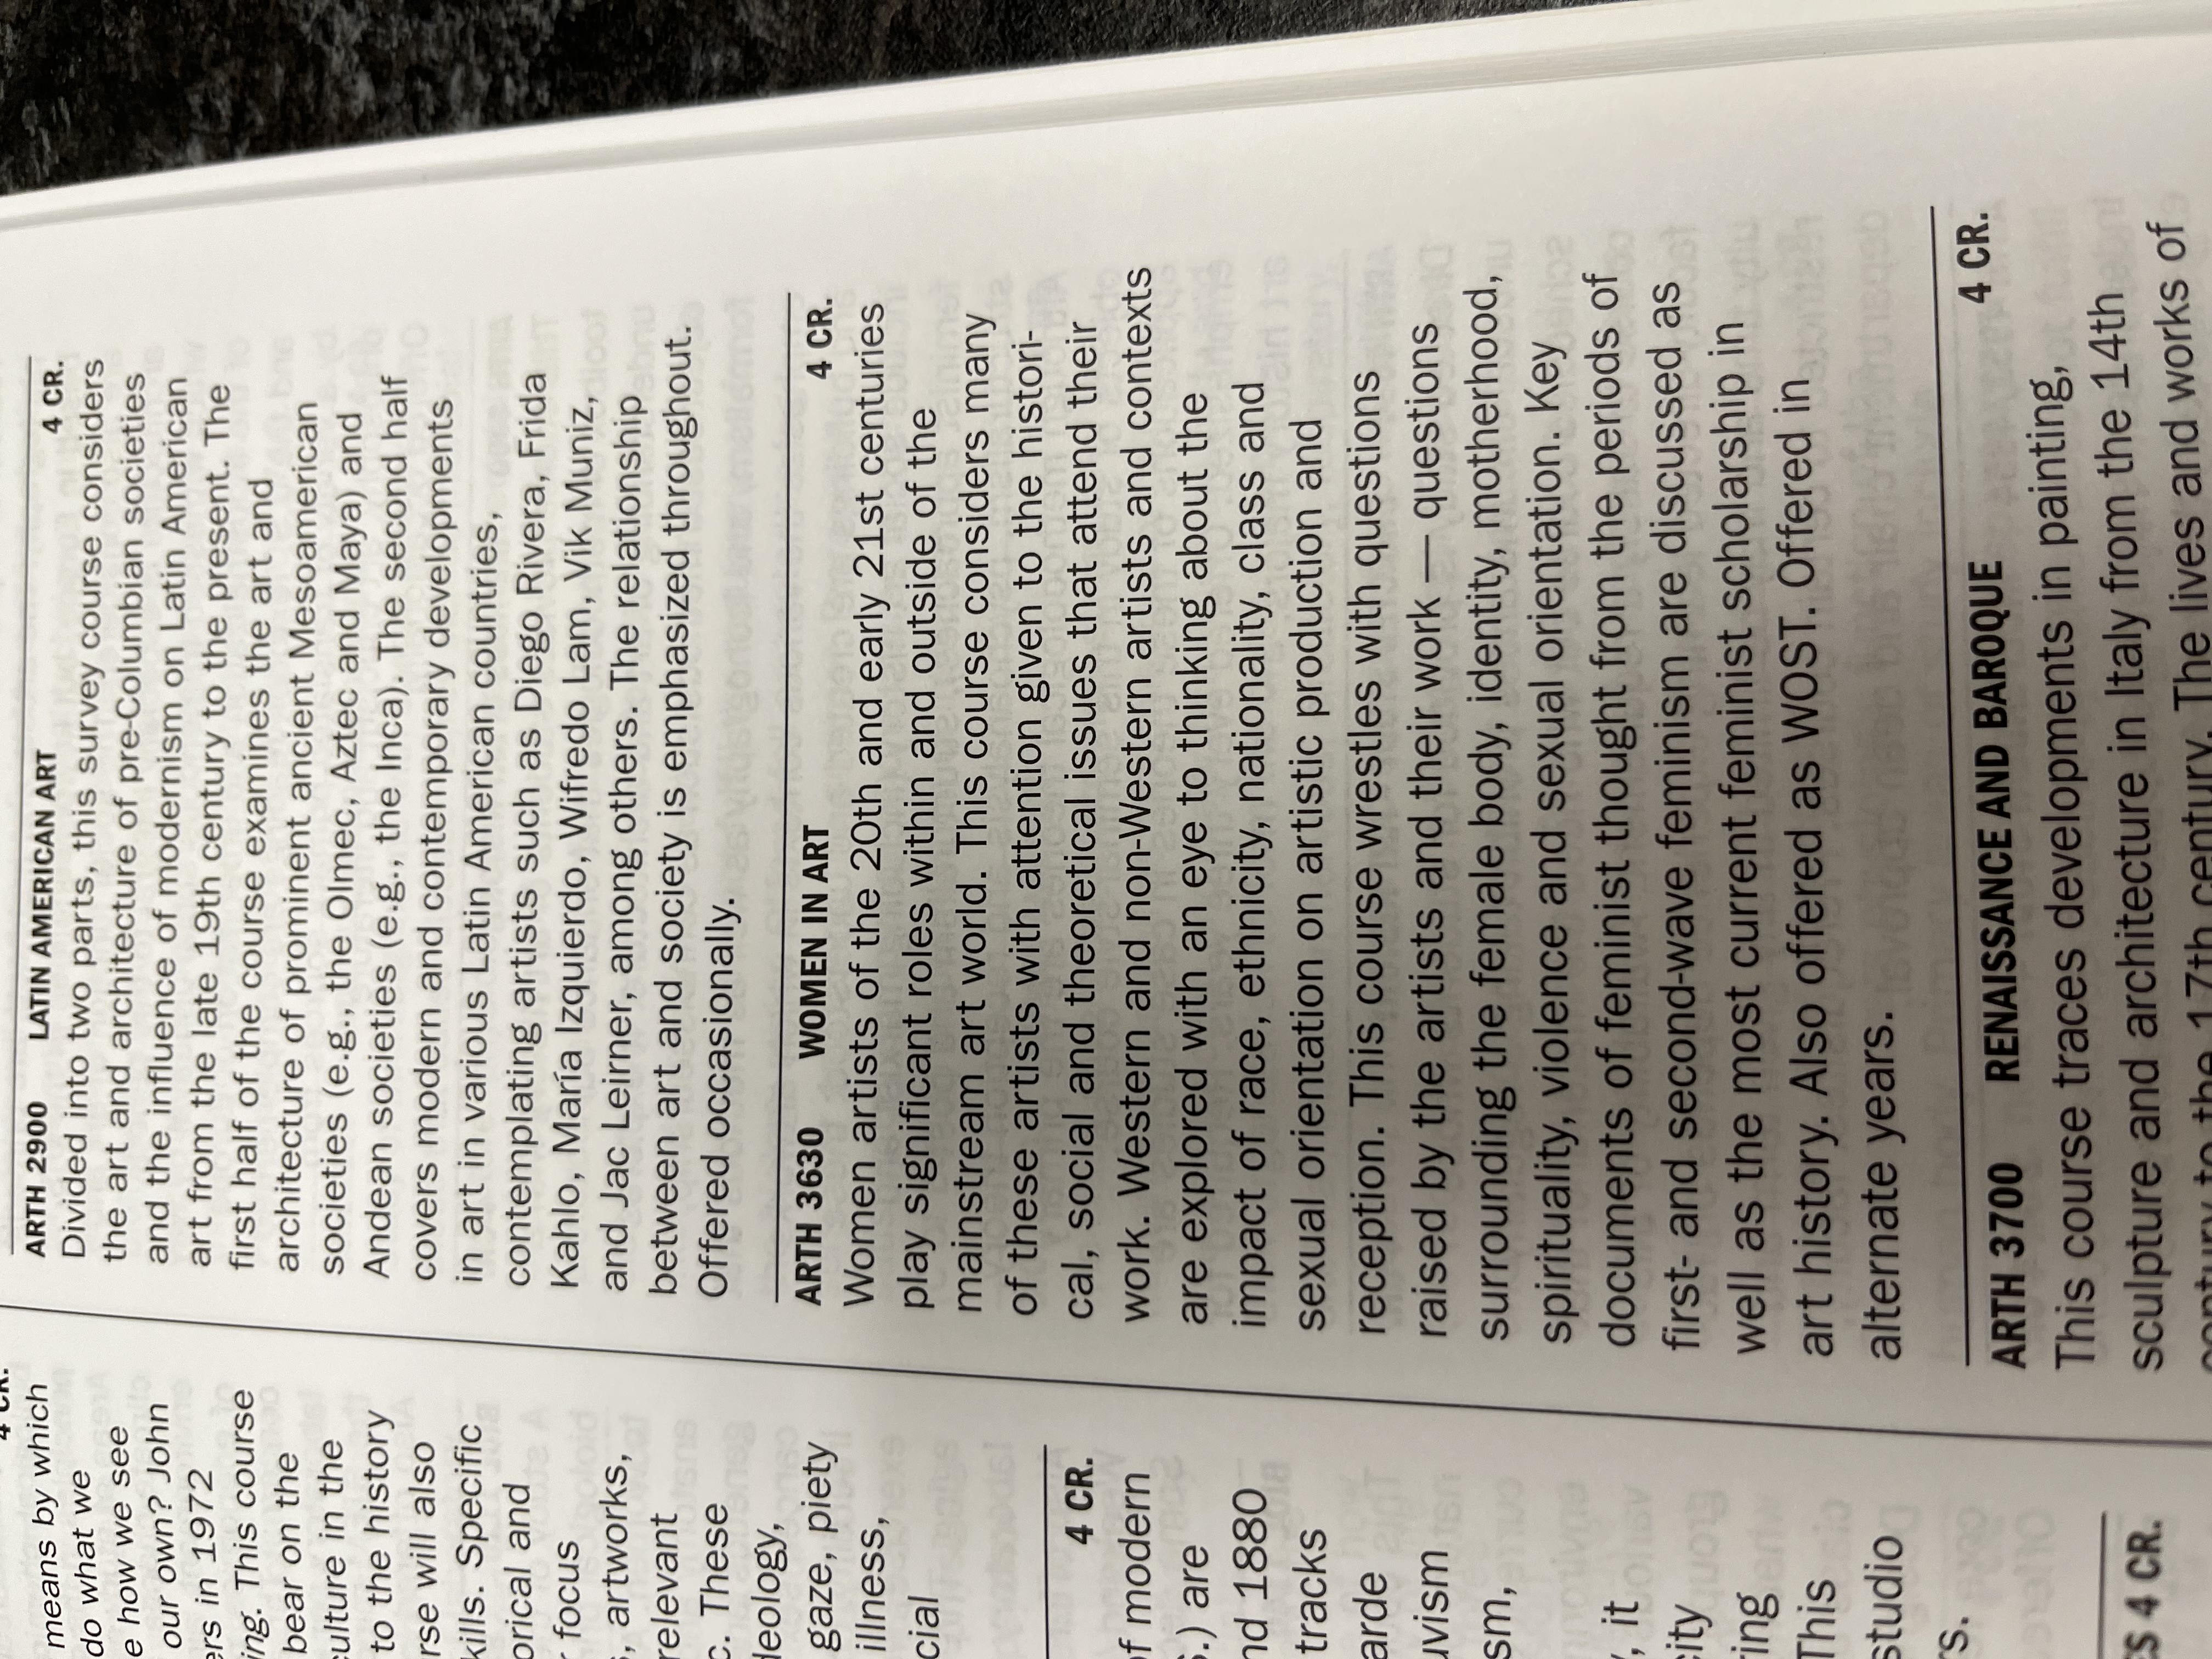 4 CR.
means by which
do what we
e how we see
our own? John
ers in 1972
ing. This course
bear on the
culture in the
to the history
rse will also
kills. Specific
orical and
r focus
s, artworks,
relevant
c. These
deology,
gaze, piety
illness,
cial
4 CR.
of modern
S.) are
nd 1880
tracks
arde
uvism
sm,
, it
city
ring
This
studio
rs.
ES 4 CR.
ARTH 2900 LATIN AMERICAN ART 4 CR.
Divided into two parts, this survey course considers
the art and architecture of pre-Columbian societies
and the influence of modernism on Latin American
art from the late 19th century to the present. The
first half of the course examines the art and
architecture of prominent ancient Mesoamerican
societies (e.g., the Olmec, Aztec and Maya) and
Andean societies (e.g., the Inca). The second half
covers modern and contemporary developments
in art in various Latin American countries,
contemplating artists such as Diego Rivera, Frida
Kahlo, María Izquierdo, Wifredo Lam, Vik Muniz,
and Jac Leirner, among others. The relationship
between art and society is emphasized throughout.
Offered occasionally.
ARTH 3630 WOMEN IN ART 4 CR.
Women artists of the 20th and early 21st centuries
play significant roles within and outside of the
mainstream art world. This course considers many
of these artists with attention given to the histori-
cal, social and theoretical issues that attend their
work. Western and non-Western artists and contexts
are explored with an eye to thinking about the
impact of race, ethnicity, nationality, class and
sexual orientation on artistic production and
reception. This course wrestles with questions
raised by the artists and their work — questions
surrounding the female body, identity, motherhood,
spirituality, violence and sexual orientation. Key
documents of feminist thought from the periods of
first- and second-wave feminism are discussed as
well as the most current feminist scholarship in
art history. Also offered as WOST. Offered in
alternate years.
ARTH 3700 RENAISSANCE AND BAROQUE 4 CR.
This course traces developments in painting,
sculpture and architecture in Italy from the 14th
century to the 17th century. The lives and works of